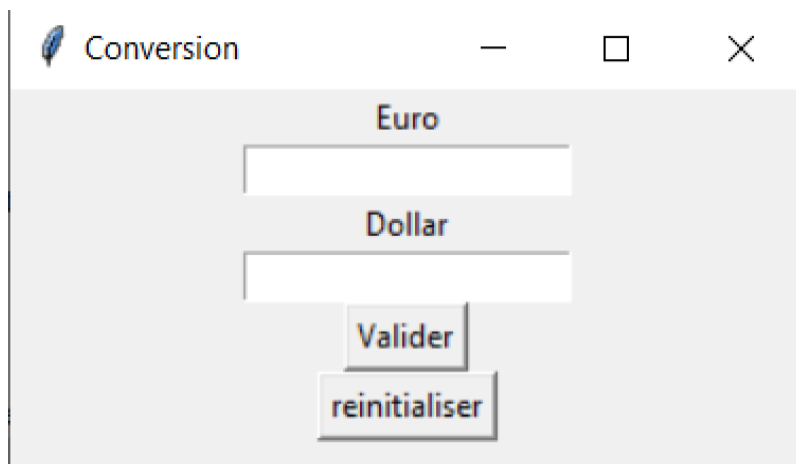 Conversion
Euro
Dollar
Valider
reinitialiser